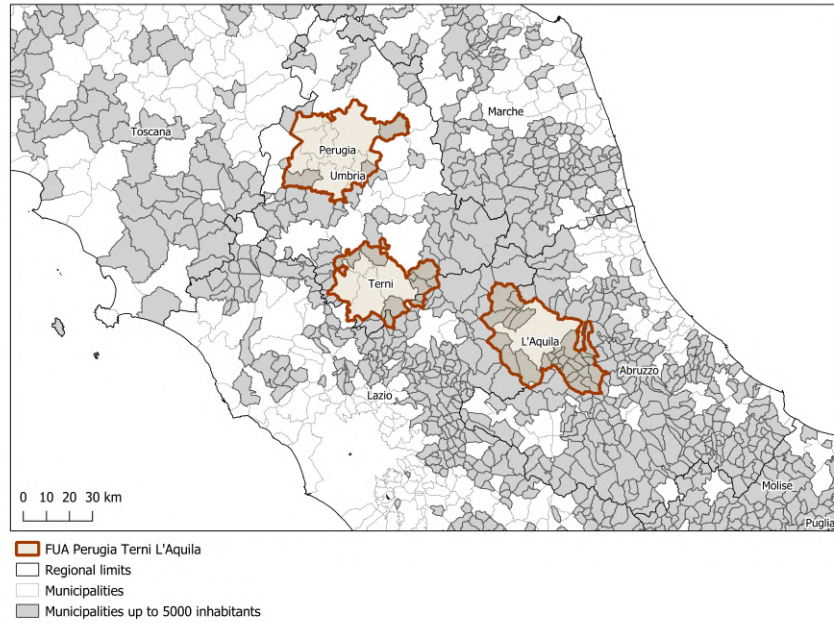 Toscana
Marche
Perugia
Umbria
Terni
L'Aquila
Abruzzo
Lazio
Molise
Puglia
0 10 20 30 km
FUA Perugia Terni L'Aquila
Regional limits
Municipalities
Municipalities up to 5000 inhabitants